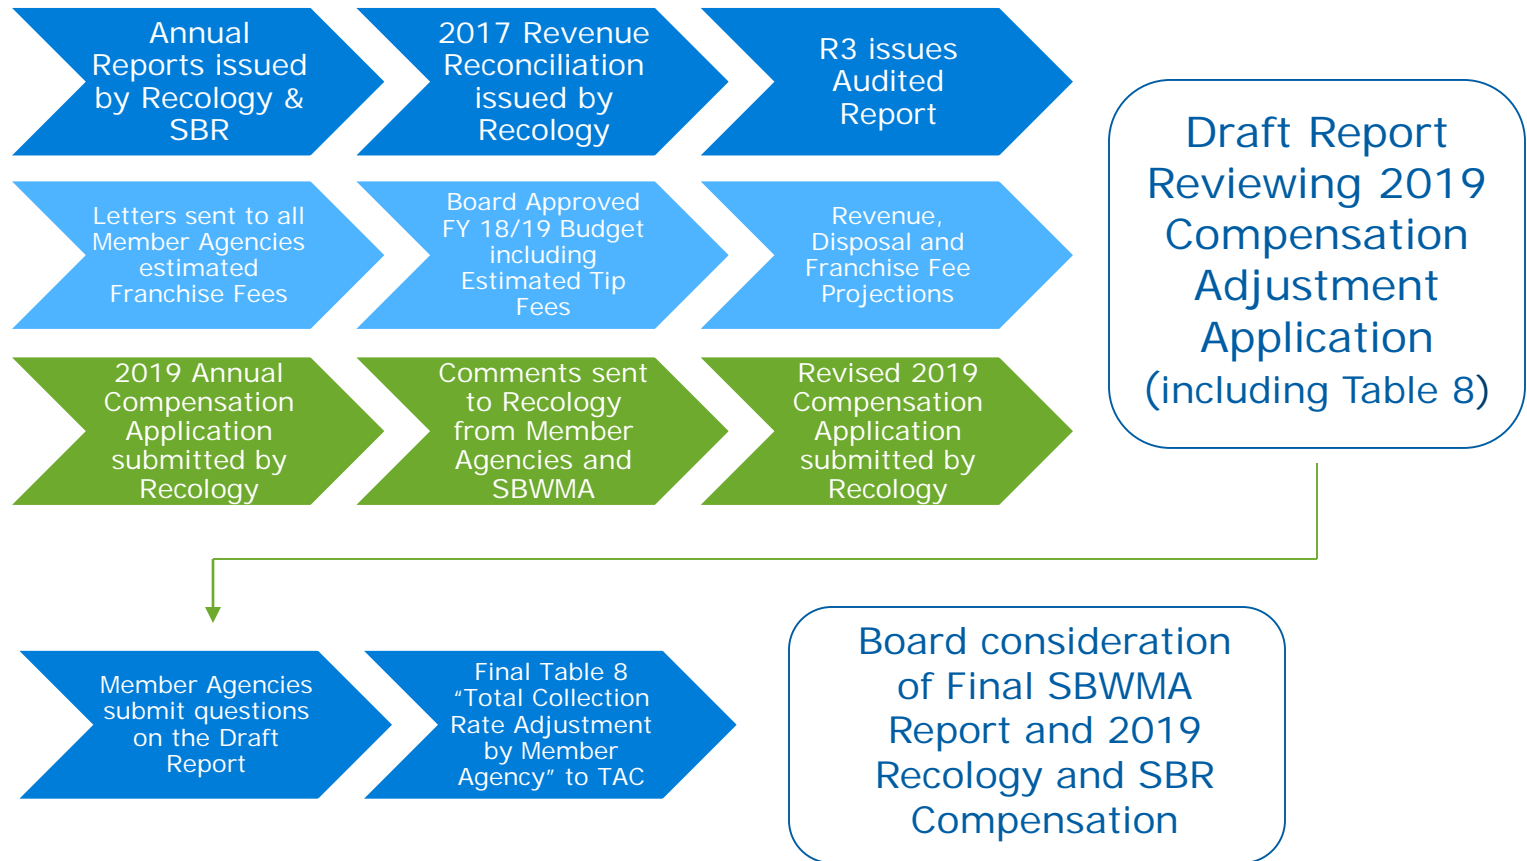 Annual
Reports issued
by Recology &
SBR
2017 Revenue
Reconciliation
issued by
Recology
R3 issues
Audited
Report
Letters sent to all
Member Agencies
estimated
Franchise Fees
Board Approved
FY 18/19 Budget
including
Estimated Tip
Fees
Revenue,
Disposal and
Franchise Fee
Projections
2019 Annual
Compensation
Application
submitted by
Recology
Comments sent
to Recology
from Member
Agencies and
SBWMA
Revised 2019
Compensation
Application
submitted by
Recology
Draft Report
Reviewing 2019
Compensation
Adjustment
Application
(including Table 8)
Member Agencies
submit questions
on the Draft
Report
Final Table 8
“Total Collection
Rate Adjustment
by Member
Agency” to TAC
Board consideration
of Final SBWMA
Report and 2019
Recology and SBR
Compensation